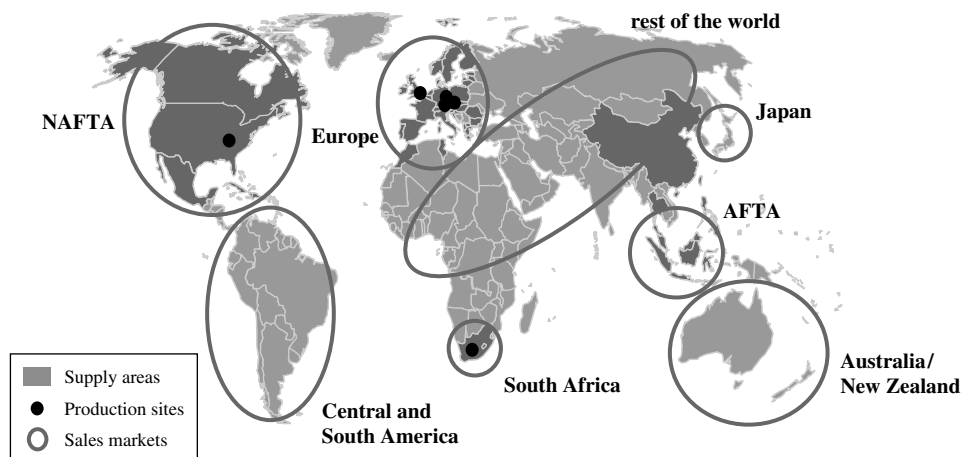 rest of the world
NAFTA
Europe
Japan
AFTA
Supply areas
Production sites
Sales markets
Central and
South America
South Africa
Australia/
New Zealand